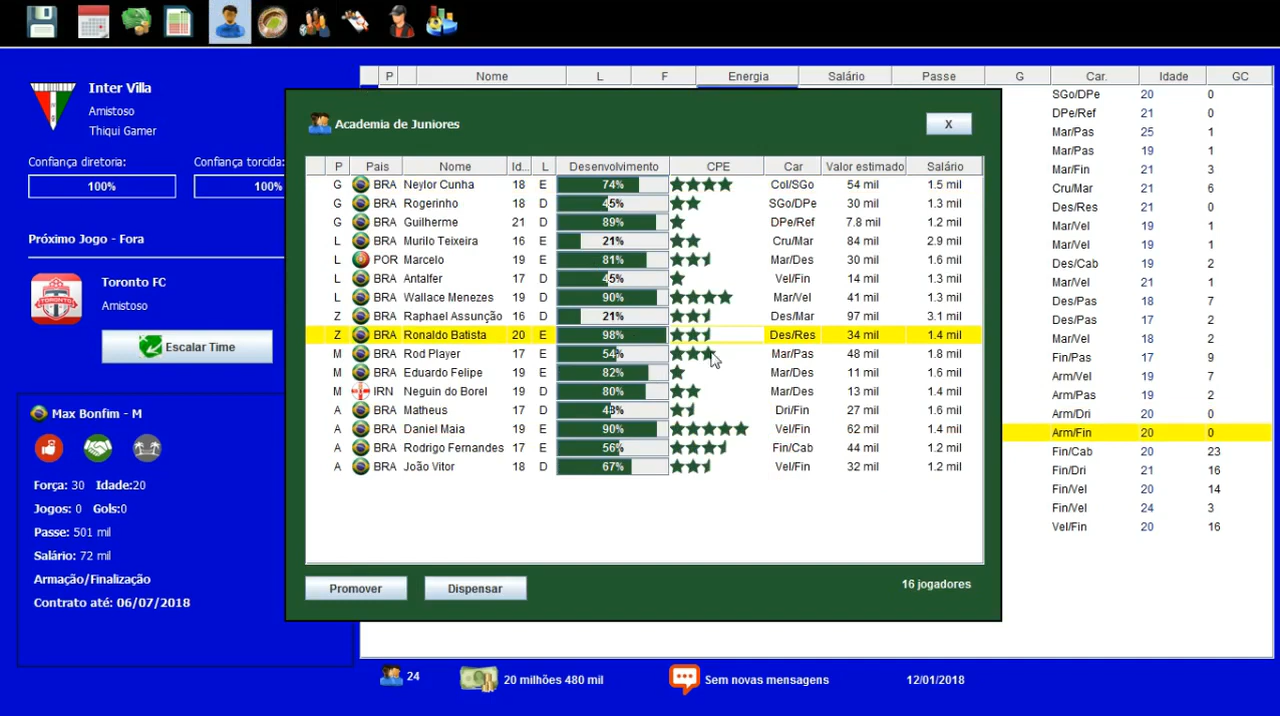 P Nome L F Energia Salário Passe G Car. Idade GC
Inter Villa
Amistoso
Thiqui Gamer
Confiança diretoria: Confiança torcida:
100% 100%
Próximo Jogo - Fora
Toronto FC
Amistoso
Escalar Time
Max Bonfim - M
Força: 30 Idade:20
Jogos: 0 Gols:0
Passe: 501 mil
Salário: 72 mil
Armação/Finalização
Contrato até: 06/07/2018
Academia de Juniores X
P Pais Nome Id... L Desenvolvimento CPE Car Valor estimado Salário
G BRA Neylor Cunha 18 E 74% Col/SGo 54 mil 1.5 mil
G BRA Rogerinho 18 D 45% SGo/DPe 30 mil 1.3 mil
G BRA Guilherme 21 D 89% DPe/Ref 7.8 mil 1.2 mil
L BRA Murilo Teixeira 16 E 21% Cru/Mar 84 mil 2.9 mil
L POR Marcelo 19 E 81% Mar/Des 30 mil 1.6 mil
L BRA Antalfer 17 D 45% Vel/Fin 14 mil 1.3 mil
L BRA Wallace Menezes 19 D 90% Mar/Vel 41 mil 1.3 mil
Z BRA Raphael Assunção 16 D 21% Des/Mar 97 mil 3.1 mil
Z BRA Ronaldo Batista 20 E 98% Des/Res 34 mil 1.4 mil
M BRA Rod Player 17 E 54% Mar/Pas 48 mil 1.8 mil
M BRA Eduardo Felipe 19 E 82% Mar/Des 11 mil 1.6 mil
M IRN Neguin do Borel 19 D 80% Mar/Des 13 mil 1.4 mil
A BRA Matheus 17 D 48% Dri/Fin 27 mil 1.6 mil
A BRA Daniel Maia 19 E 90% Vel/Fin 62 mil 1.4 mil
A BRA Rodrigo Fernandes 17 E 56% Fin/Cab 44 mil 1.2 mil
A BRA João Vitor 18 D 67% Vel/Fin 32 mil 1.2 mil
Promover Dispensar 16 jogadores
SGo/DPe 20 0
DPe/Ref 21 0
Mar/Pas 25 1
Mar/Pas 19 1
Mar/Fin 21 3
Cru/Mar 21 6
Des/Res 21 0
Mar/Vel 19 1
Mar/Vel 19 1
Des/Cab 19 2
Mar/Vel 21 1
Des/Pas 18 7
Des/Pas 17 2
Mar/Vel 18 2
Fin/Pas 17 9
Arm/Vel 19 7
Arm/Pas 19 2
Arm/Dri 20 0
Arm/Fin 20 0
Fin/Cab 20 23
Fin/Dri 21 16
Fin/Vel 20 14
Fin/Vel 24 3
Vel/Fin 20 16
24 20 milhões 480 mil Sem novas mensagens 12/01/2018